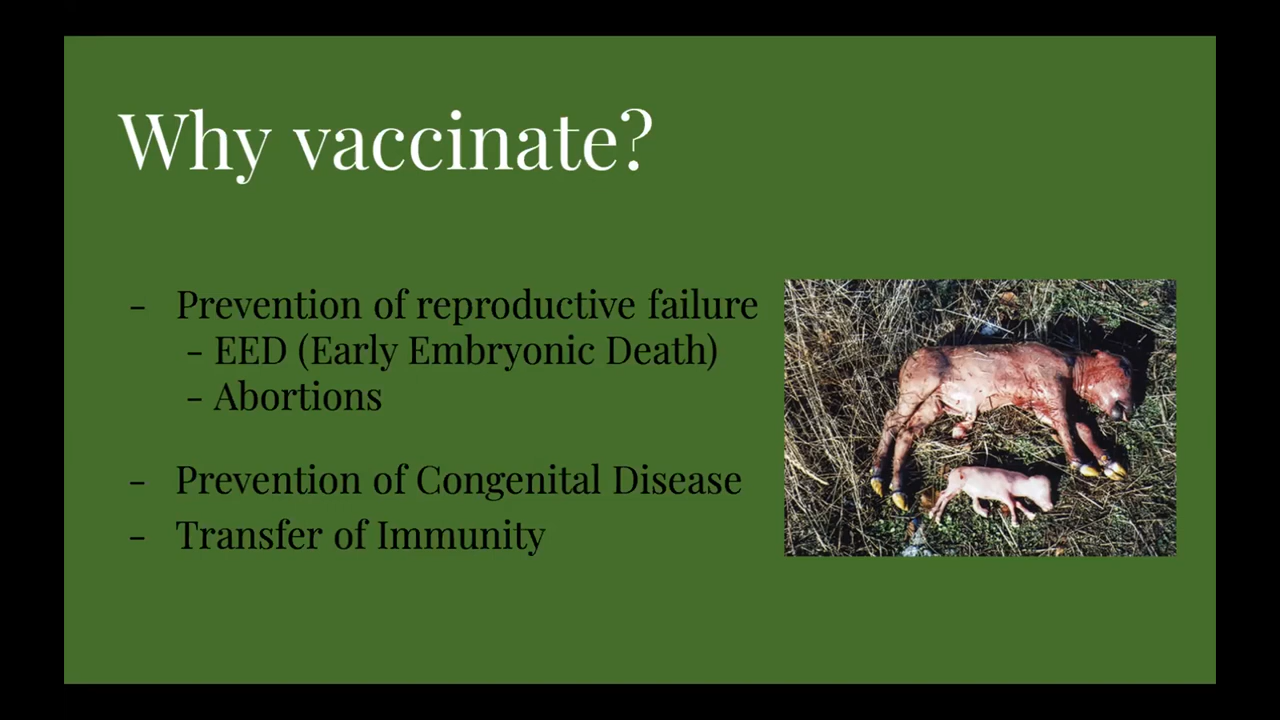 Why vaccinate?
- Prevention of reproductive failure
- EED (Early Embryonic Death)
- Abortions
- Prevention of Congenital Disease
- Transfer of Immunity